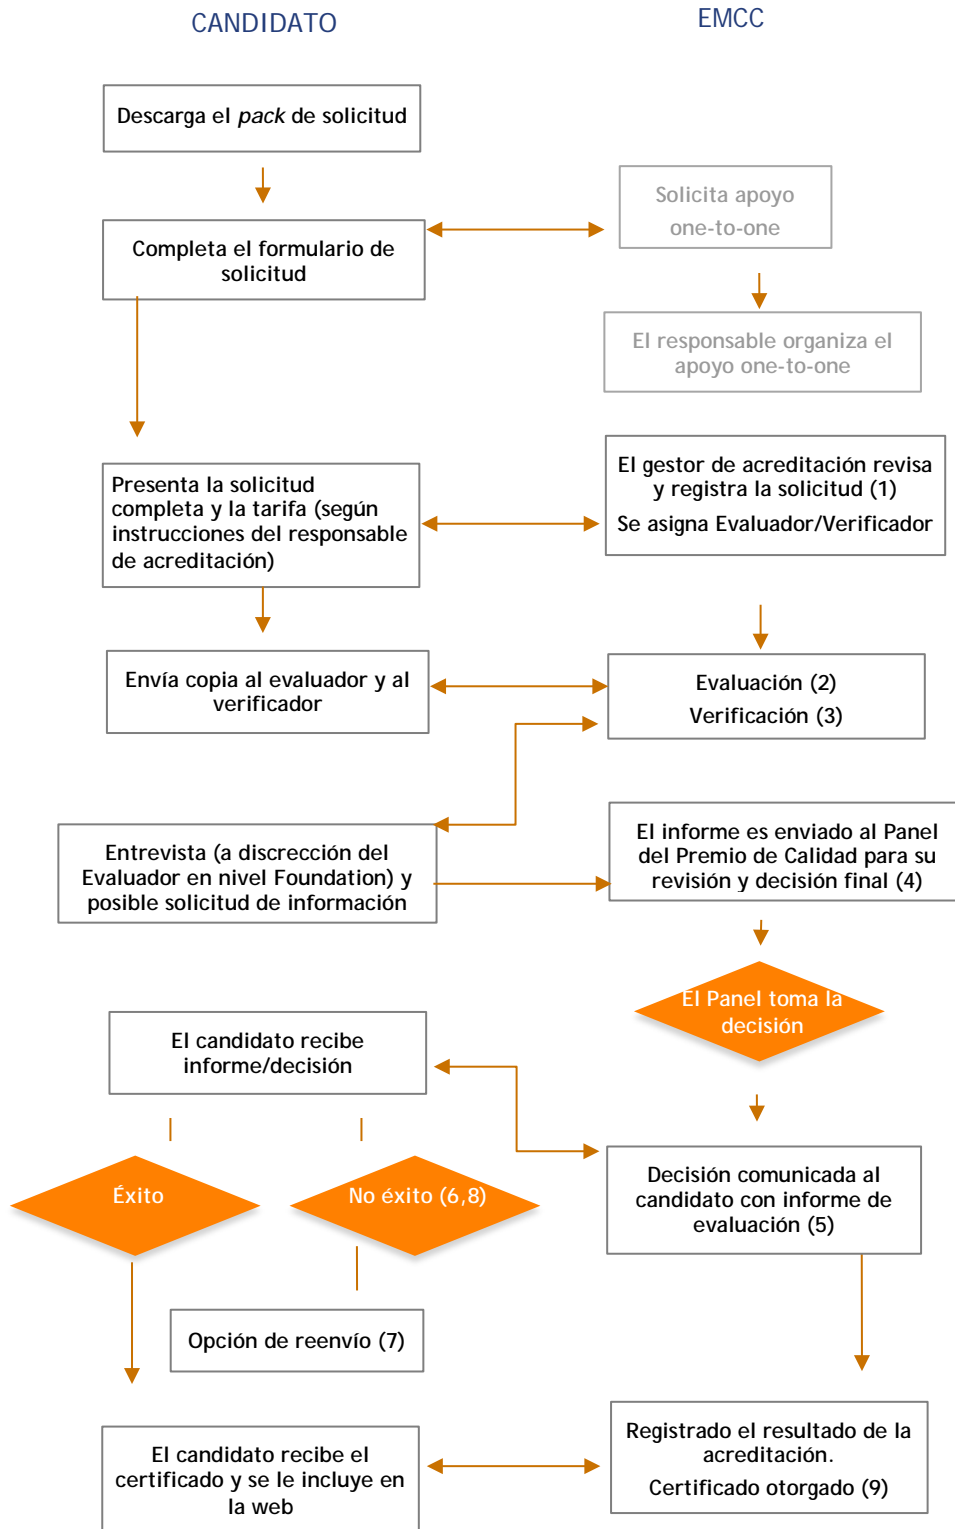 CANDIDATO
EMCC
Descarga el pack de solicitud
Solicita apoyo
one-to-one
Completa el formulario de
solicitud
El responsable organiza el
apoyo one-to-one
El gestor de acreditación revisa
y registra la solicitud (1)
Se asigna Evaluador/Verificador
Presenta la solicitud
completa y la tarifa (según
instrucciones del responsable
de acreditación)
Envía copia al evaluador y al
verificador
Evaluación (2)
Verificación (3)
Entrevista (a discrección del
Evaluador en nivel Foundation) y
posible solicitud de información
El informe es enviado al Panel
del Premio de Calidad para su
revisión y decisión final (4)
El Panel toma la
decisión
El candidato recibe
informe/decisión
Decisión comunicada al
candidato con informe de
evaluación (5)
Éxito
No éxito (6,8)
Opción de reenvío (7)
Registrado el resultado de la
acreditación.
Certificado otorgado (9)
El candidato recibe el
certificado y se le incluye en
la web